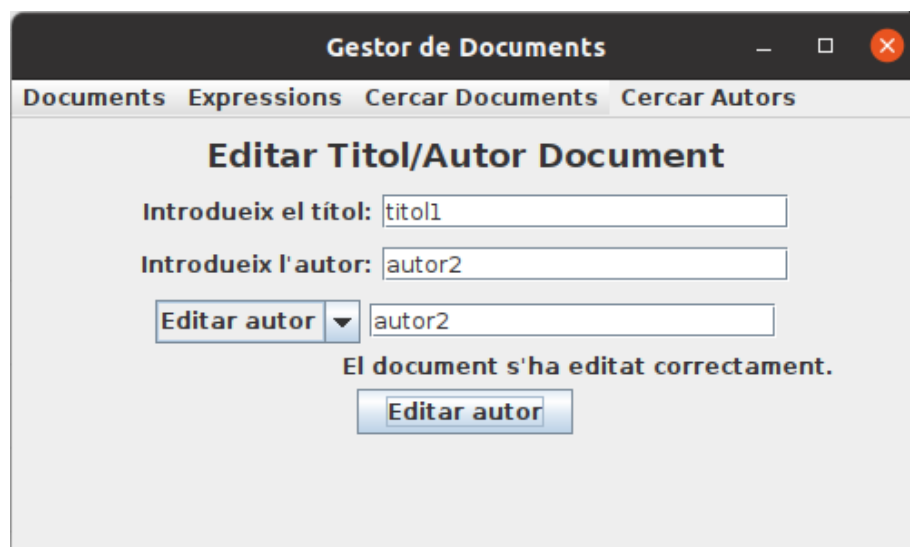 Gestor de Documents
Documents Expressions Cercar Documents Cercar Autors
Editar Titol/Autor Document
Introdueix el títol: titol1
Introdueix l'autor: autor2
Editar autor autor2
El document s'ha editat correctament.
Editar autor